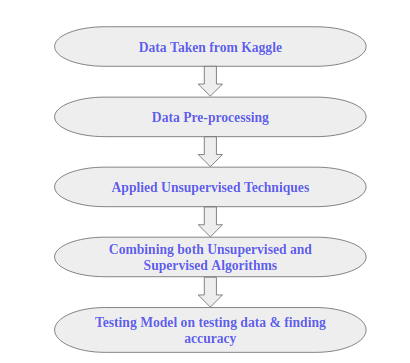 Data Taken from Kaggle
Data Pre-processing
Applied Unsupervised Techniques
Combining both Unsupervised and
Supervised Algorithms
Testing Model on testing data & finding
accuracy